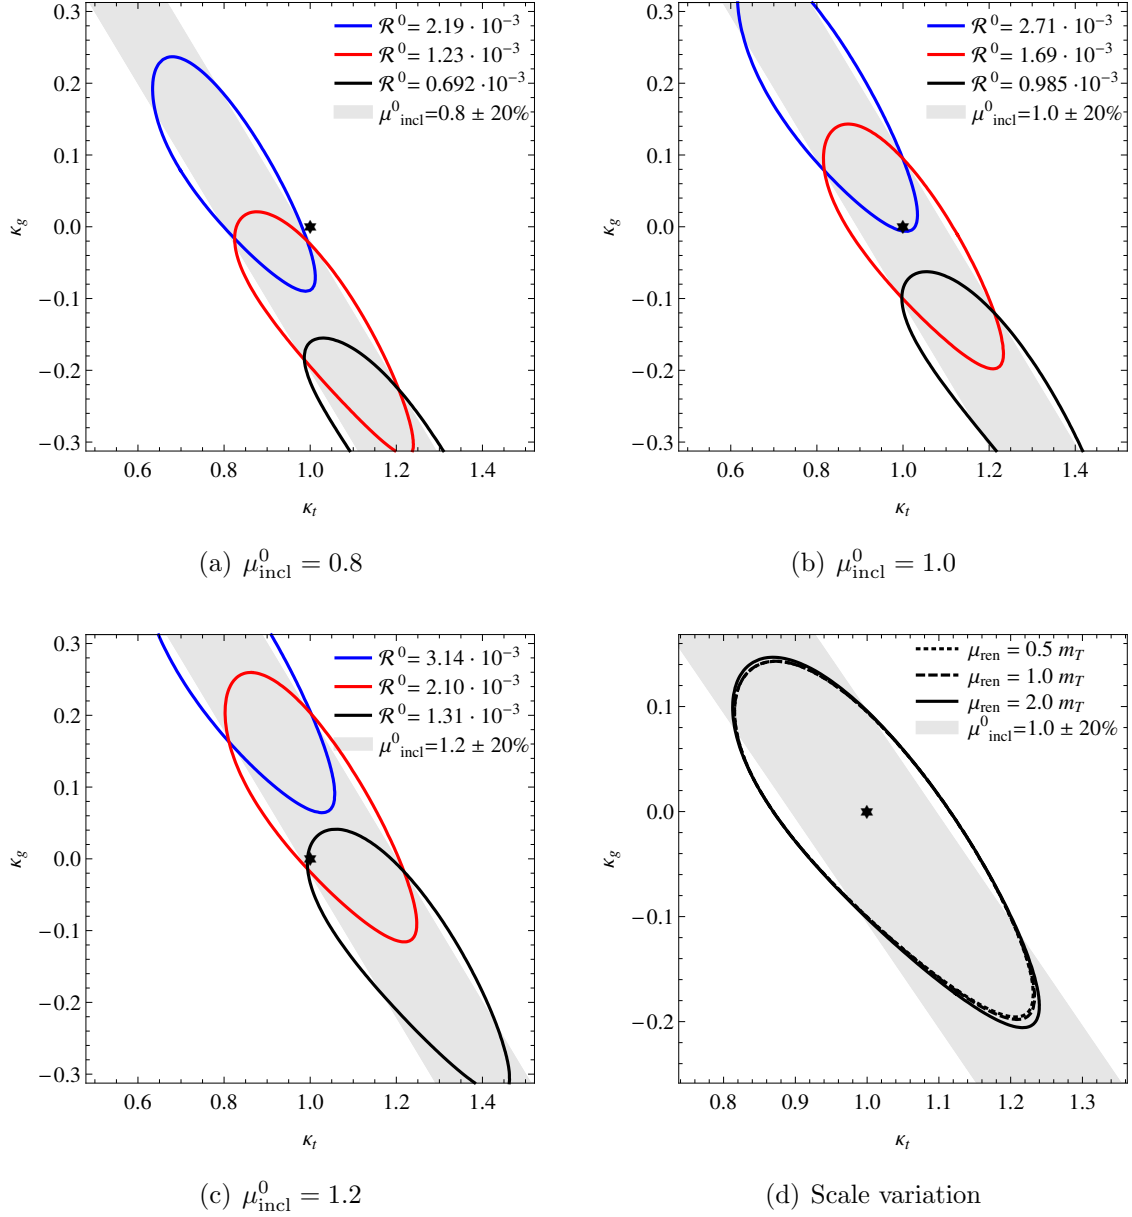 0.3
0.2
0.1
0.0
−0.1
−0.2
−0.3
κg
0.6 0.8 1.0 1.2 1.4
κt
ℛ⁰= 2.19 · 10⁻³
ℛ⁰= 1.23 · 10⁻³
ℛ⁰= 0.692 ·10⁻³
μ⁰incl=0.8 ± 20%
(a) μ⁰incl = 0.8
0.3
0.2
0.1
0.0
−0.1
−0.2
−0.3
κg
0.6 0.8 1.0 1.2 1.4
κt
ℛ⁰= 2.71 · 10⁻³
ℛ⁰= 1.69 · 10⁻³
ℛ⁰= 0.985·10⁻³
μ⁰incl=1.0 ± 20%
(b) μ⁰incl = 1.0
0.3
0.2
0.1
0.0
−0.1
−0.2
−0.3
κg
0.6 0.8 1.0 1.2 1.4
κt
ℛ⁰= 3.14 · 10⁻³
ℛ⁰= 2.10 · 10⁻³
ℛ⁰= 1.31 · 10⁻³
μ⁰incl=1.2 ± 20%
(c) μ⁰incl = 1.2
0.1
0.0
−0.1
−0.2
κg
0.8 0.9 1.0 1.1 1.2 1.3
κt
μren = 0.5 mT
μren = 1.0 mT
μren = 2.0 mT
μ⁰incl=1.0 ± 20%
(d) Scale variation